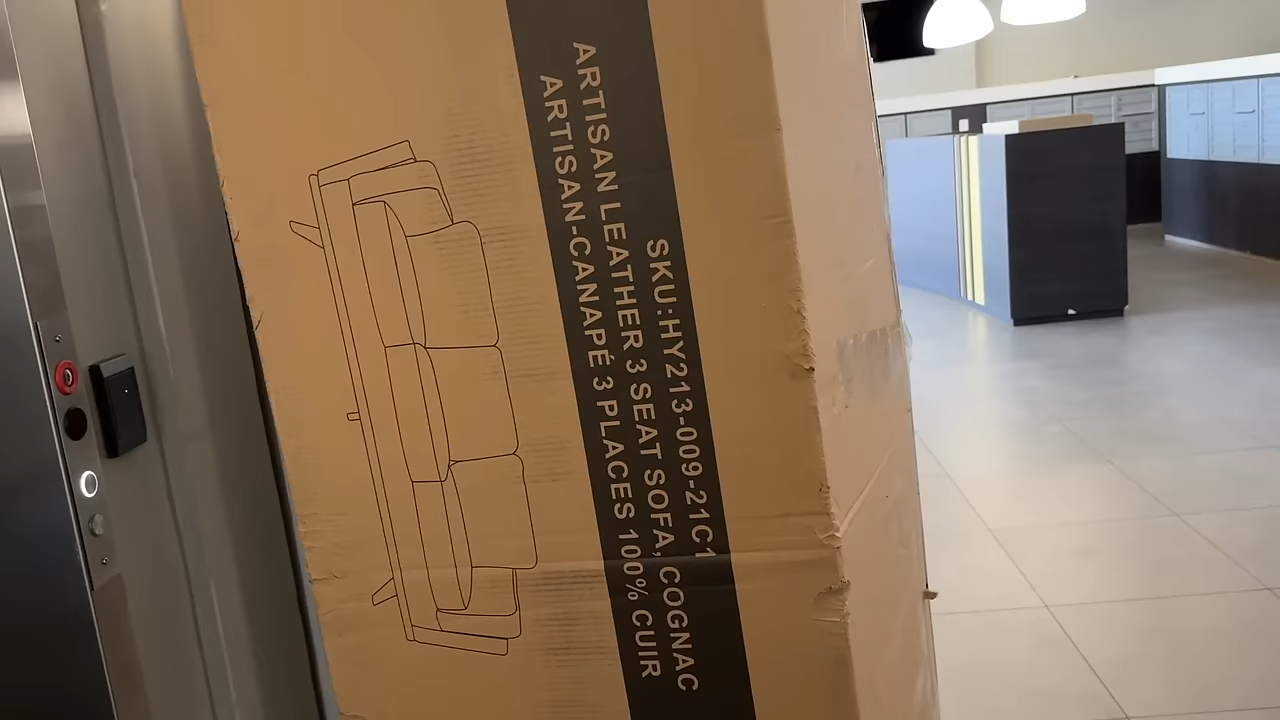 SKU:HY213-009-21C1
ARTISAN LEATHER 3 SEAT SOFA, COGNAC
ARTISAN-CANAPÉ 3 PLACES 100% CUIR